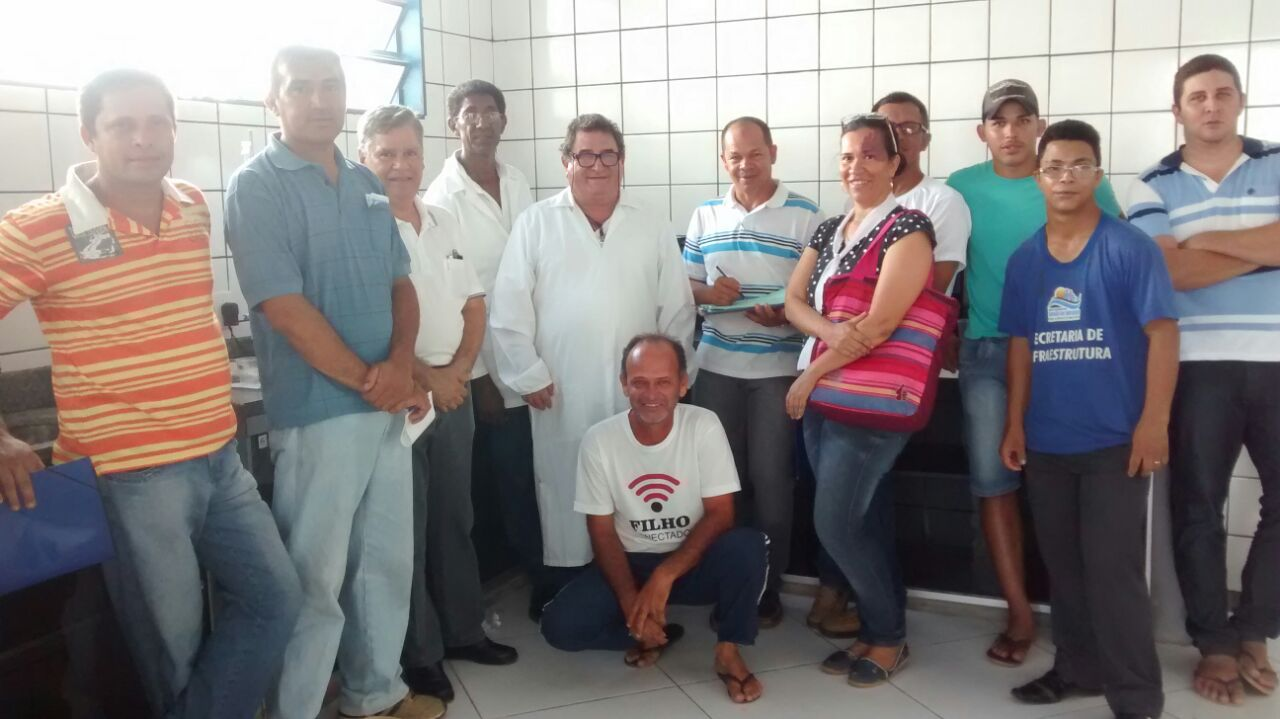 FILHO
NECTADO
ECRETARIA DE
FRAESTRUTURA